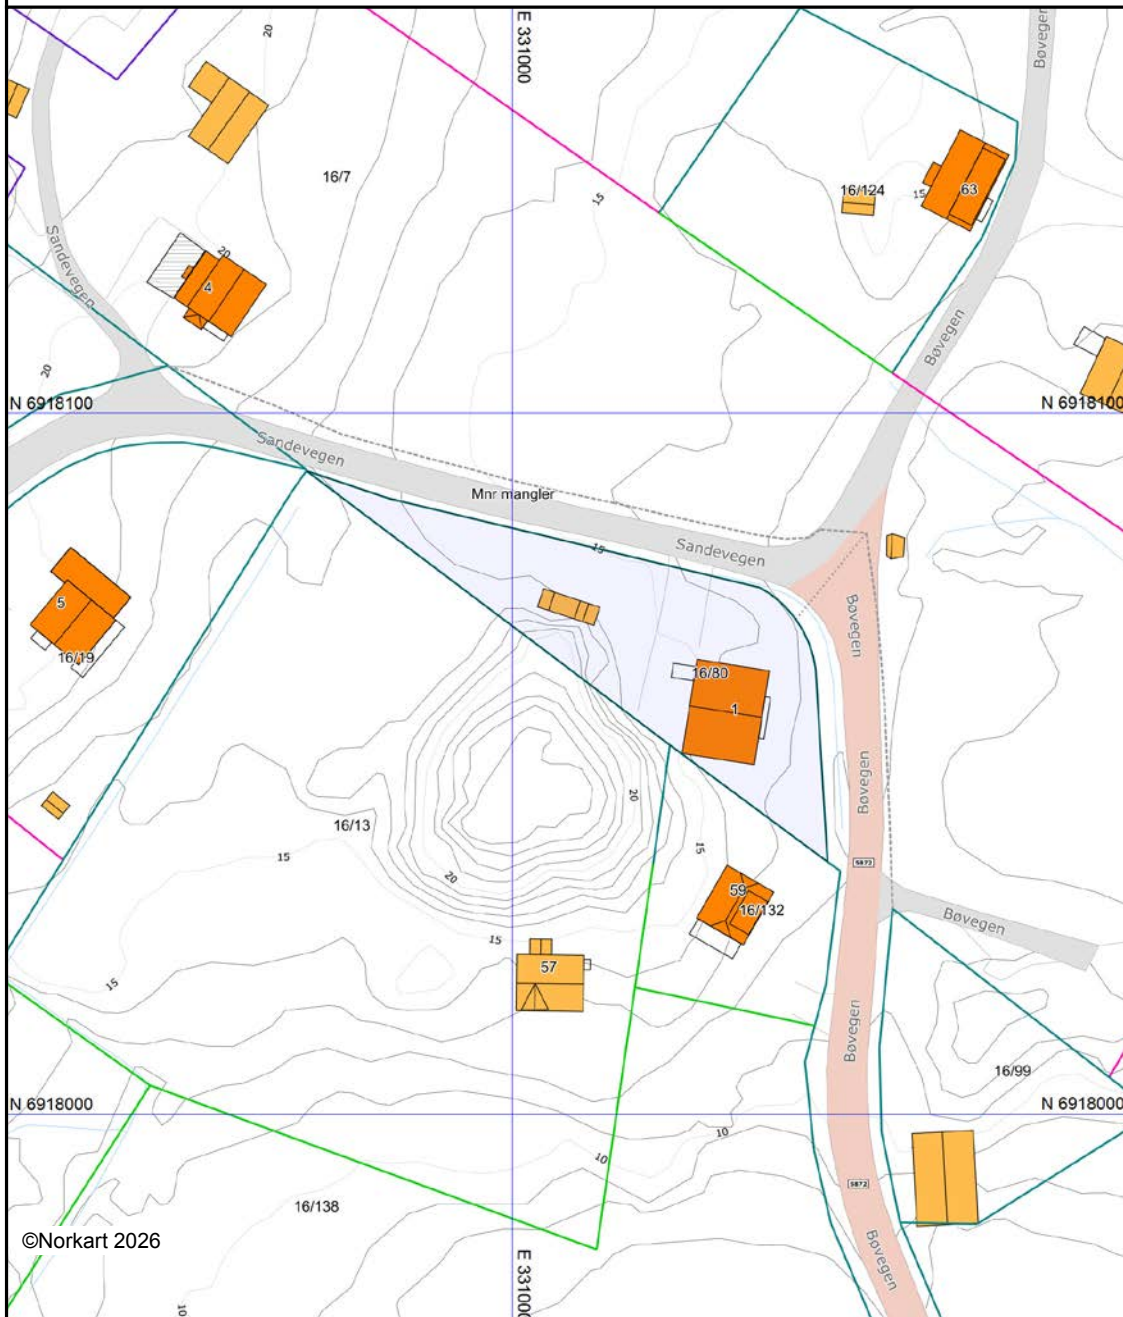 20
E 331000
Bøvegen
16/7
15
16/124
15
63
Sandevegen
20
4
Bøvegen
20
N 6918100
N 6918100
Sandevegen
Mnr mangler
Sandevegen
15
5
16/19
Bøvegen
16/80
1
Bøvegen
20
16/13
15
15
5872
20
59
16/132
Bøvegen
15
57
15
Bøvegen
16/99
N 6918000
N 6918000
10
10
5872
16/138
©Norkart 2026
Bøvegen
E 331000
10